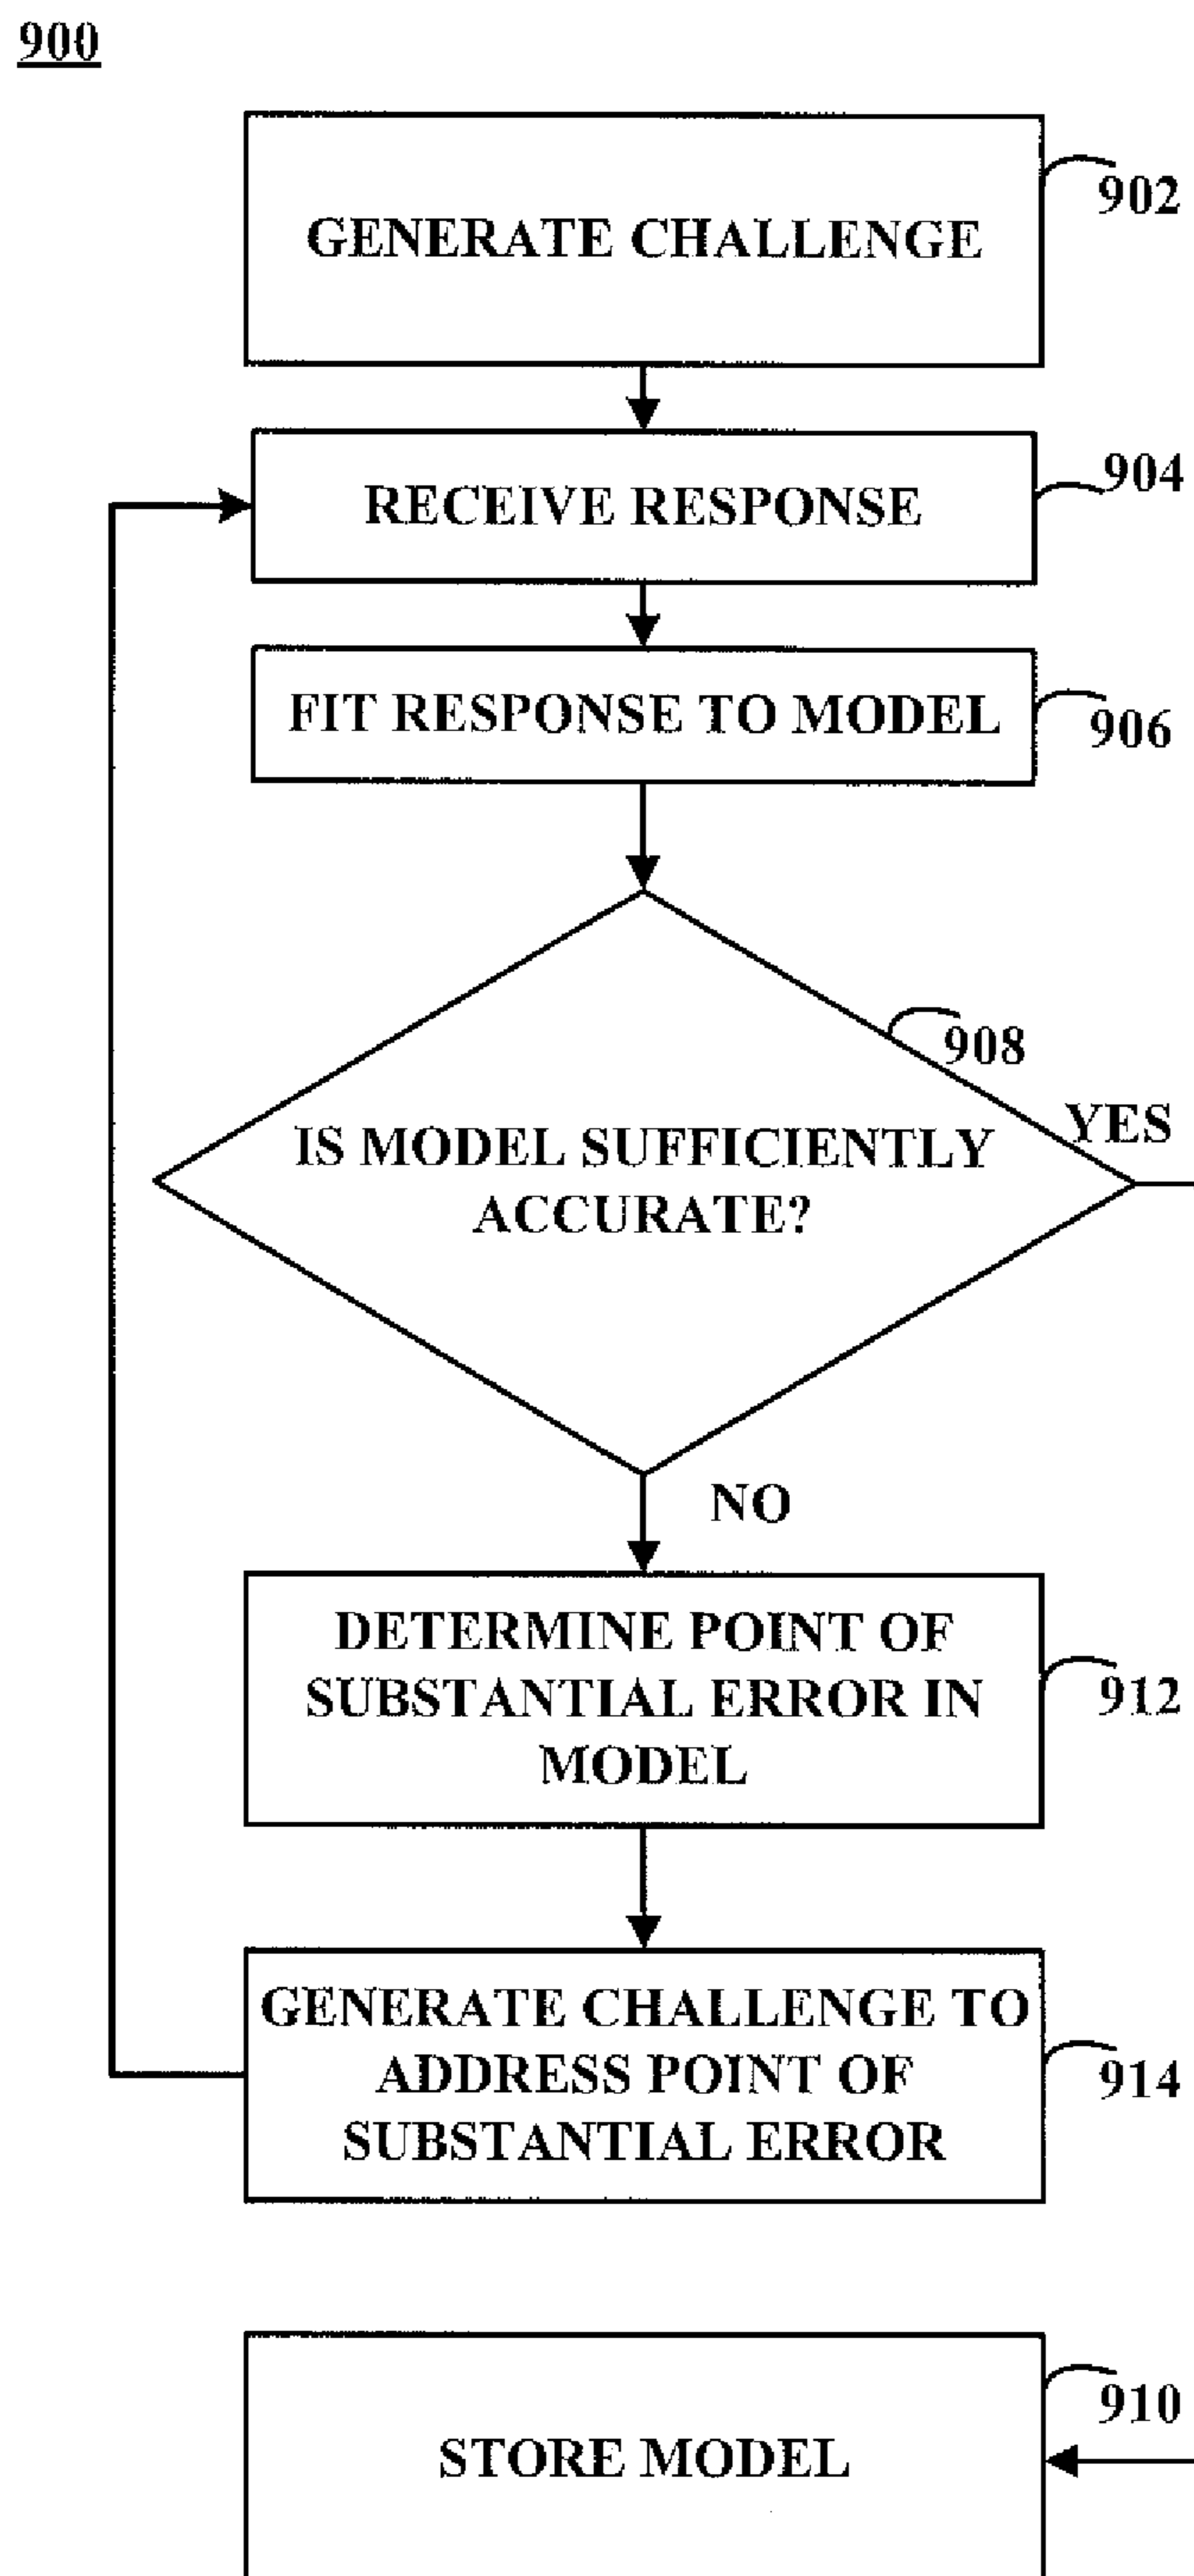 900
GENERATE CHALLENGE
902
RECEIVE RESPONSE
904
FIT RESPONSE TO MODEL
906
908
IS MODEL SUFFICIENTLY
ACCURATE?
YES
NO
DETERMINE POINT OF
SUBSTANTIAL ERROR IN
MODEL
912
GENERATE CHALLENGE TO
ADDRESS POINT OF
SUBSTANTIAL ERROR
914
STORE MODEL
910